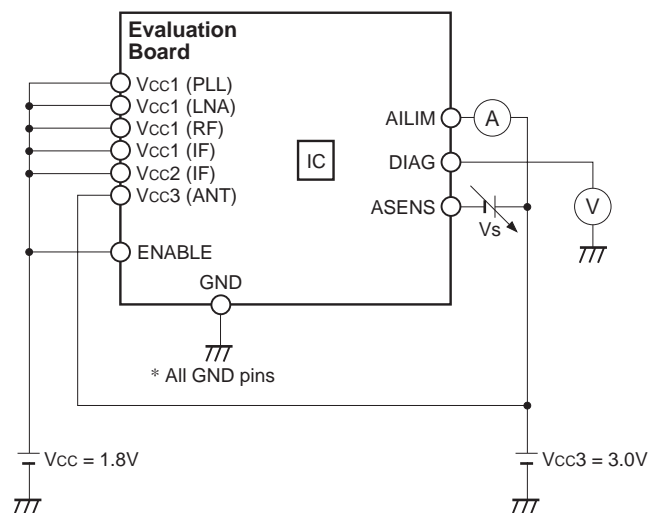 Evaluation
Board
Vcc1 (PLL)
Vcc1 (LNA)
Vcc1 (RF)
Vcc1 (IF)
Vcc2 (IF)
Vcc3 (ANT)
ENABLE
GND
* All GND pins
IC
AILIM
A
DIAG
ASENS
Vs
V
Vcc = 1.8V
Vcc3 = 3.0V